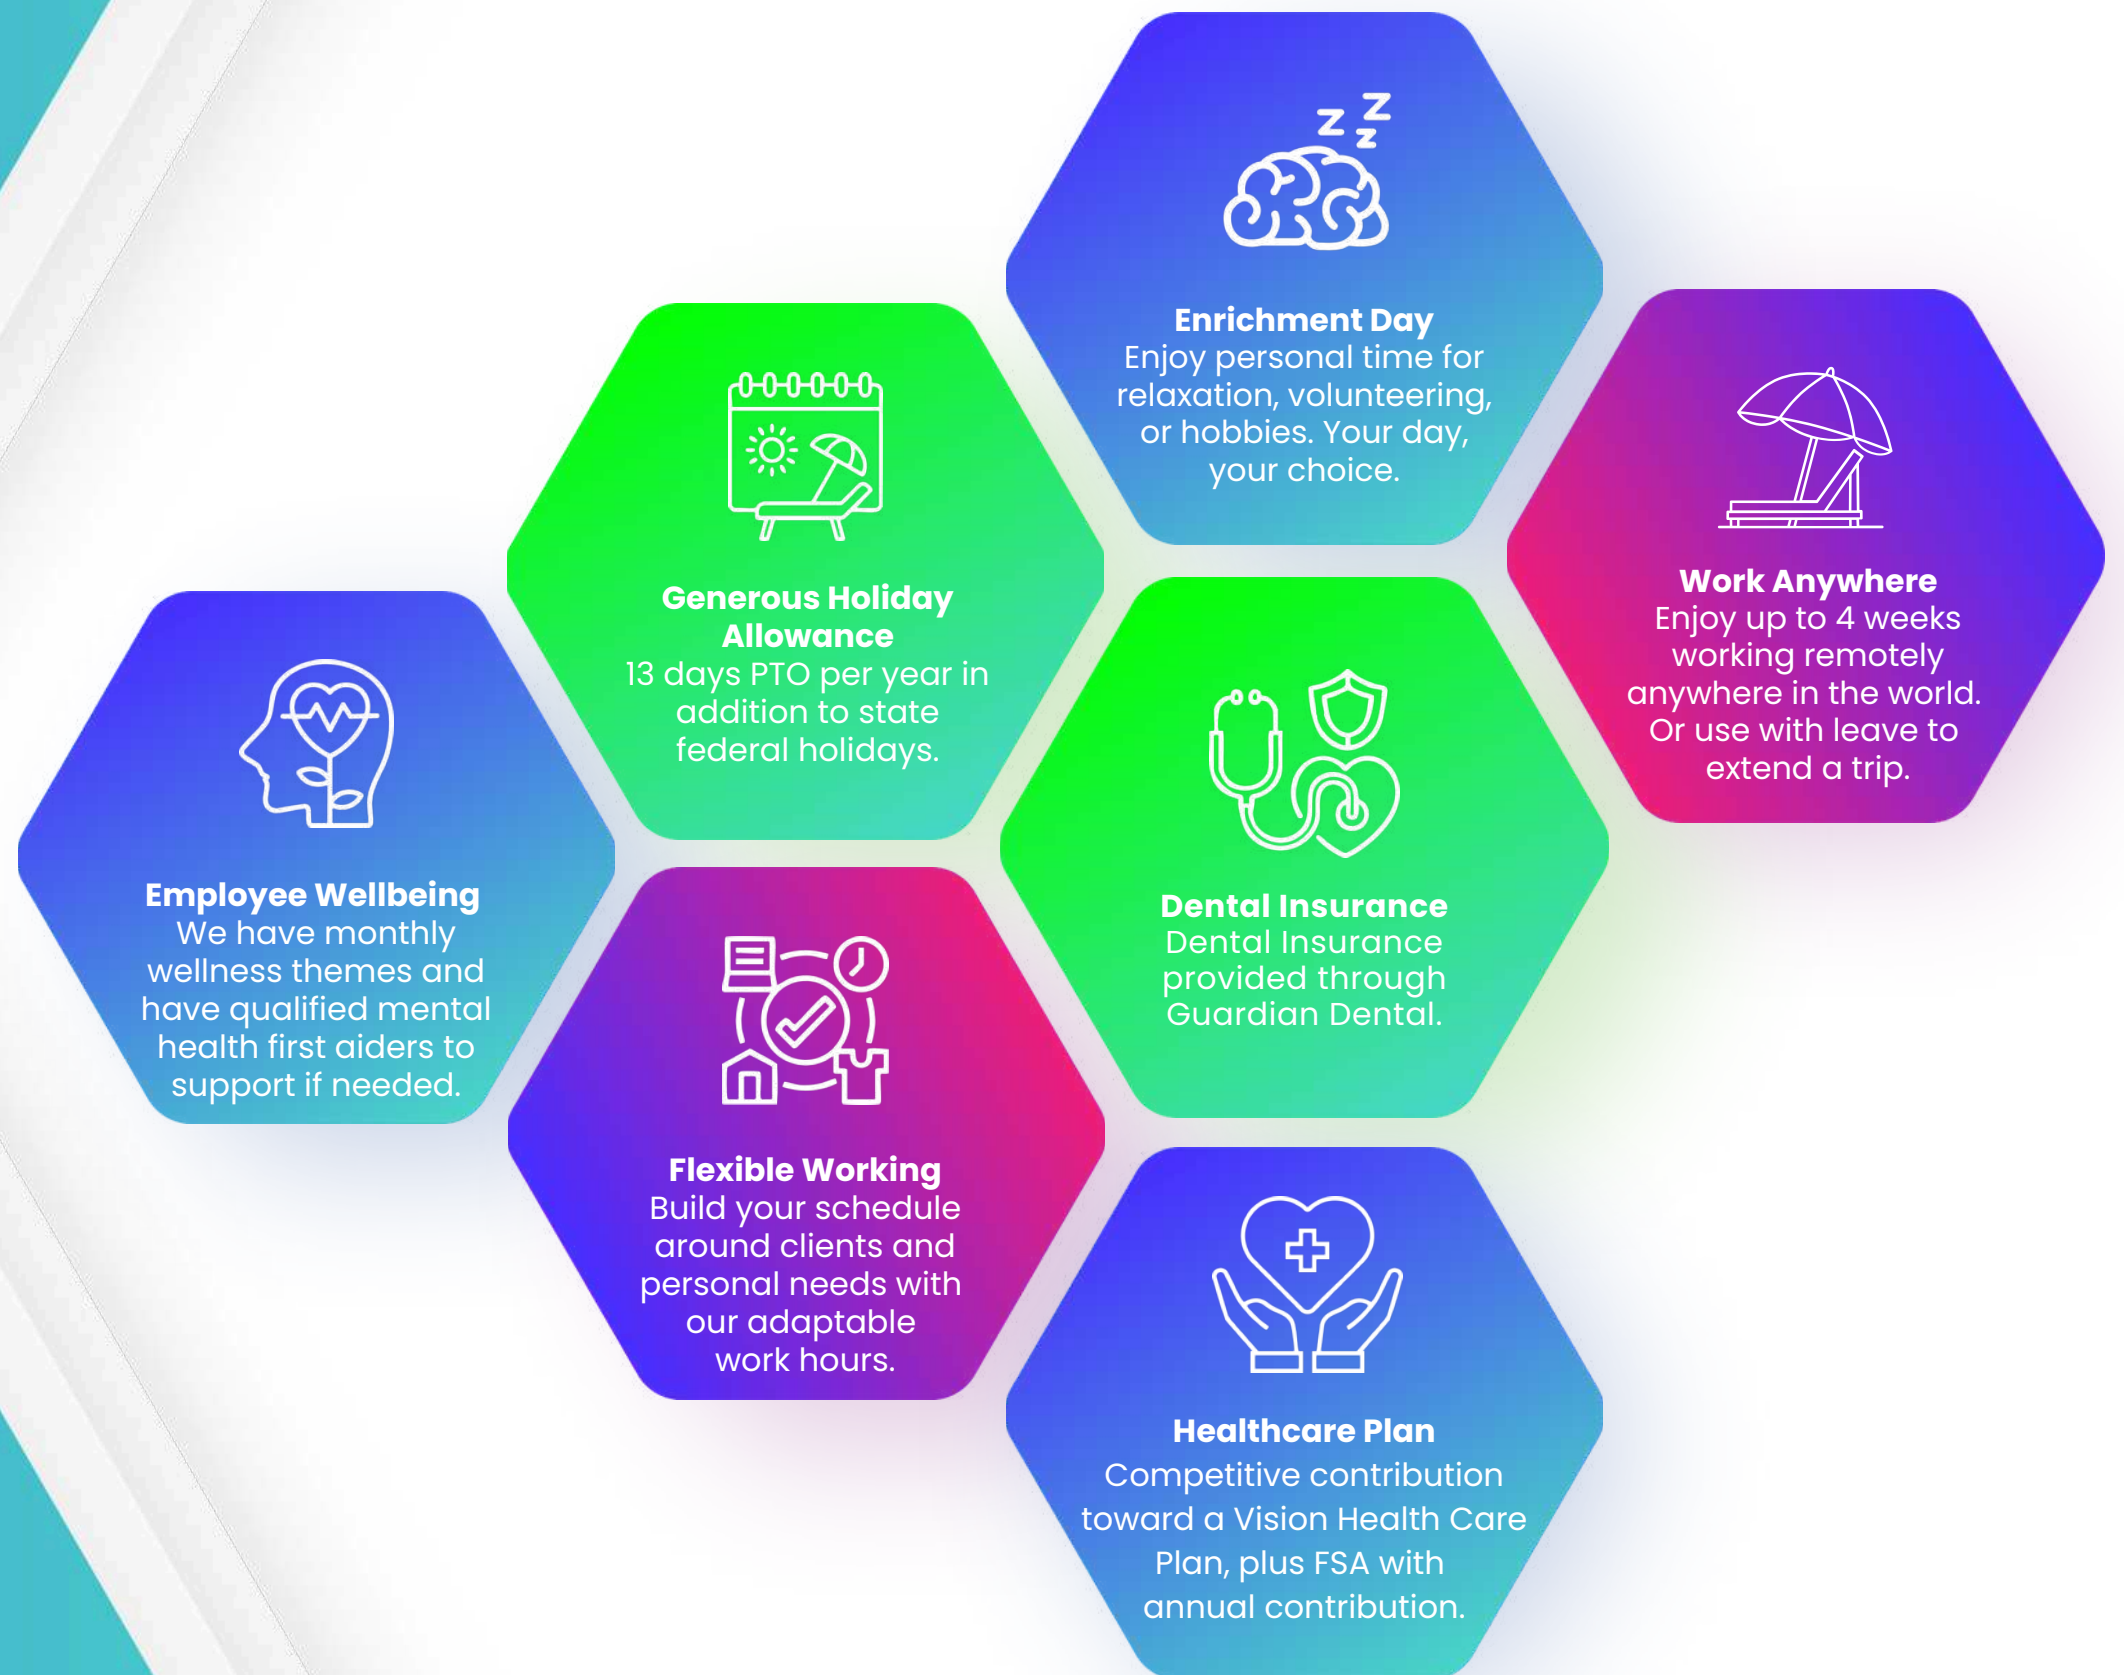 Enrichment Day
Enjoy personal time for
relaxation, volunteering,
or hobbies. Your day,
your choice.
Generous Holiday
Allowance
13 days PTO per year in
addition to state
federal holidays.
Work Anywhere
Enjoy up to 4 weeks
working remotely
anywhere in the world.
Or use with leave to
extend a trip.
Employee Wellbeing
We have monthly
wellness themes and
have qualified mental
health first aiders to
support if needed.
Dental Insurance
Dental Insurance
provided through
Guardian Dental.
Flexible Working
Build your schedule
around clients and
personal needs with
our adaptable
work hours.
Healthcare Plan
Competitive contribution
toward a Vision Health Care
Plan, plus FSA with
annual contribution.